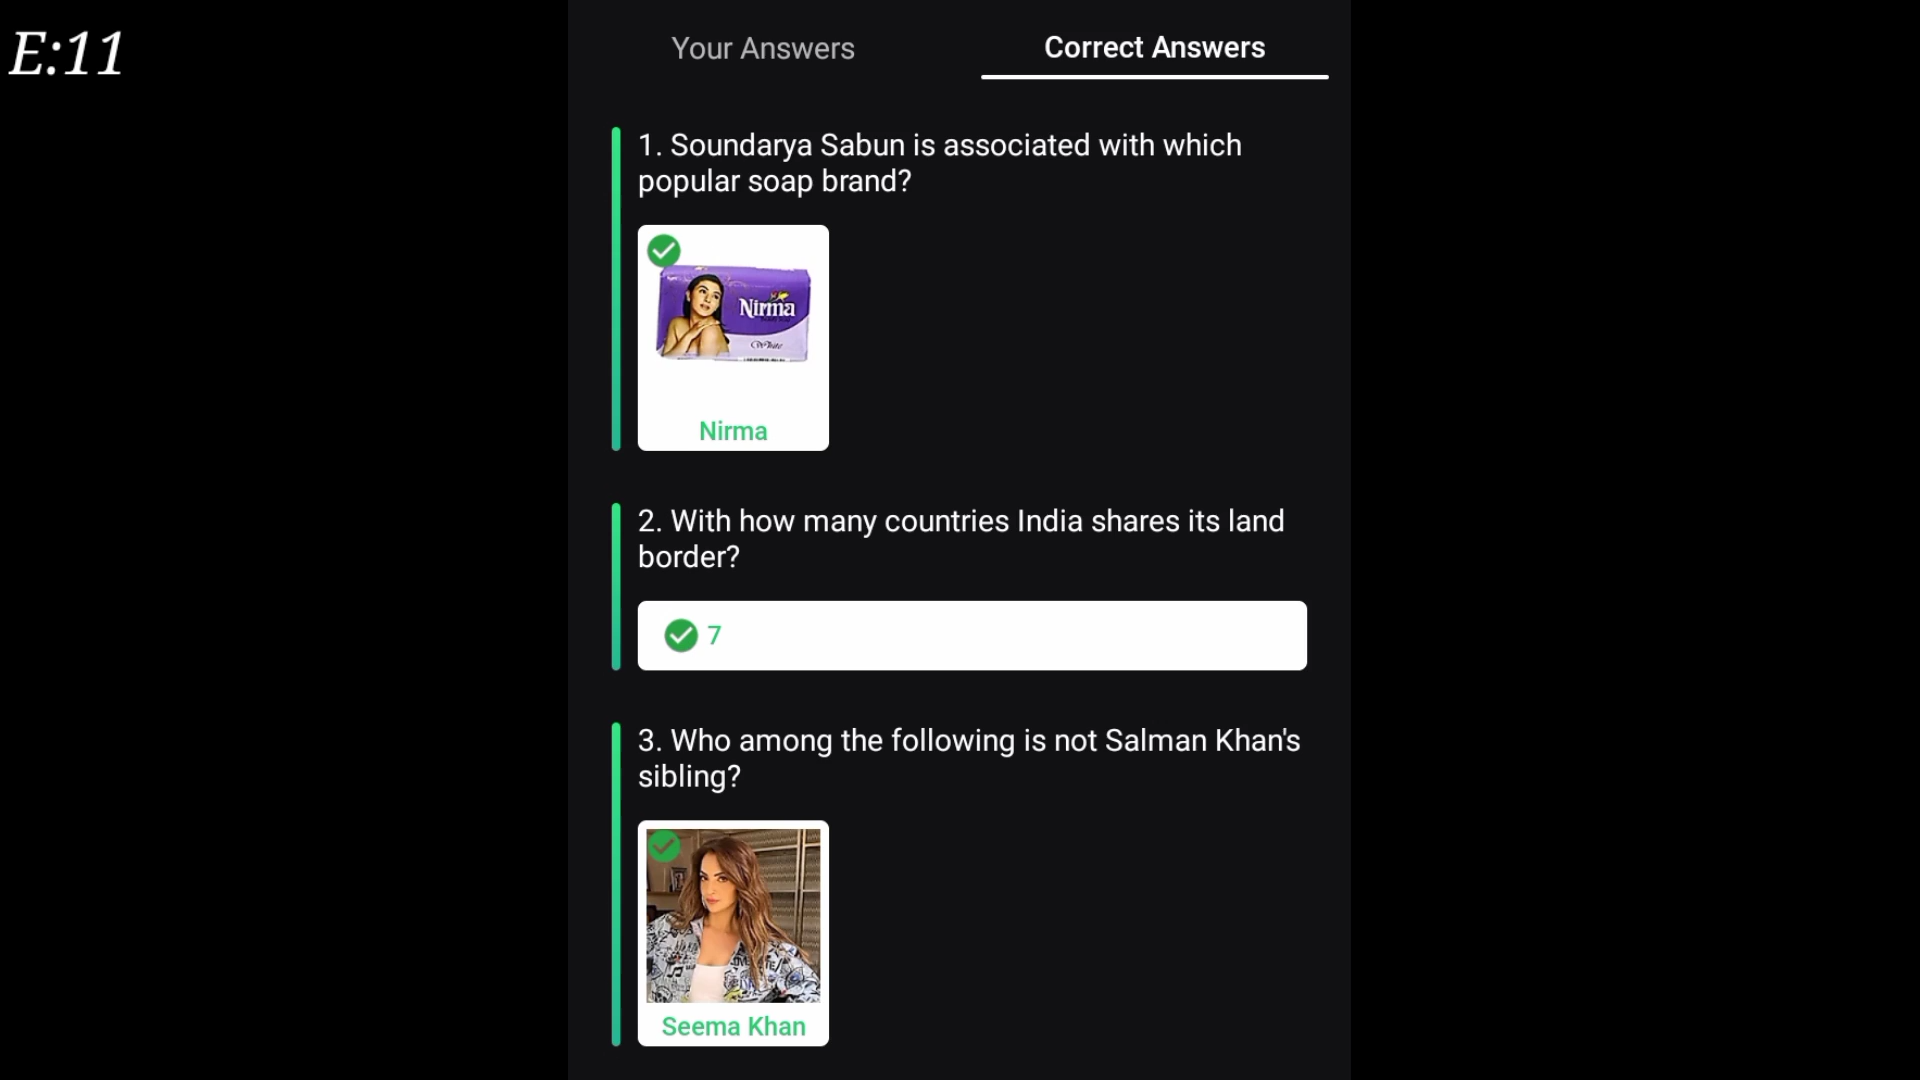 E:11
Your Answers
Correct Answers
1. Soundarya Sabun is associated with which
popular soap brand?
Nirma
White
Nirma
2. With how many countries India shares its land
border?
7
3. Who among the following is not Salman Khan's
sibling?
Seema Khan